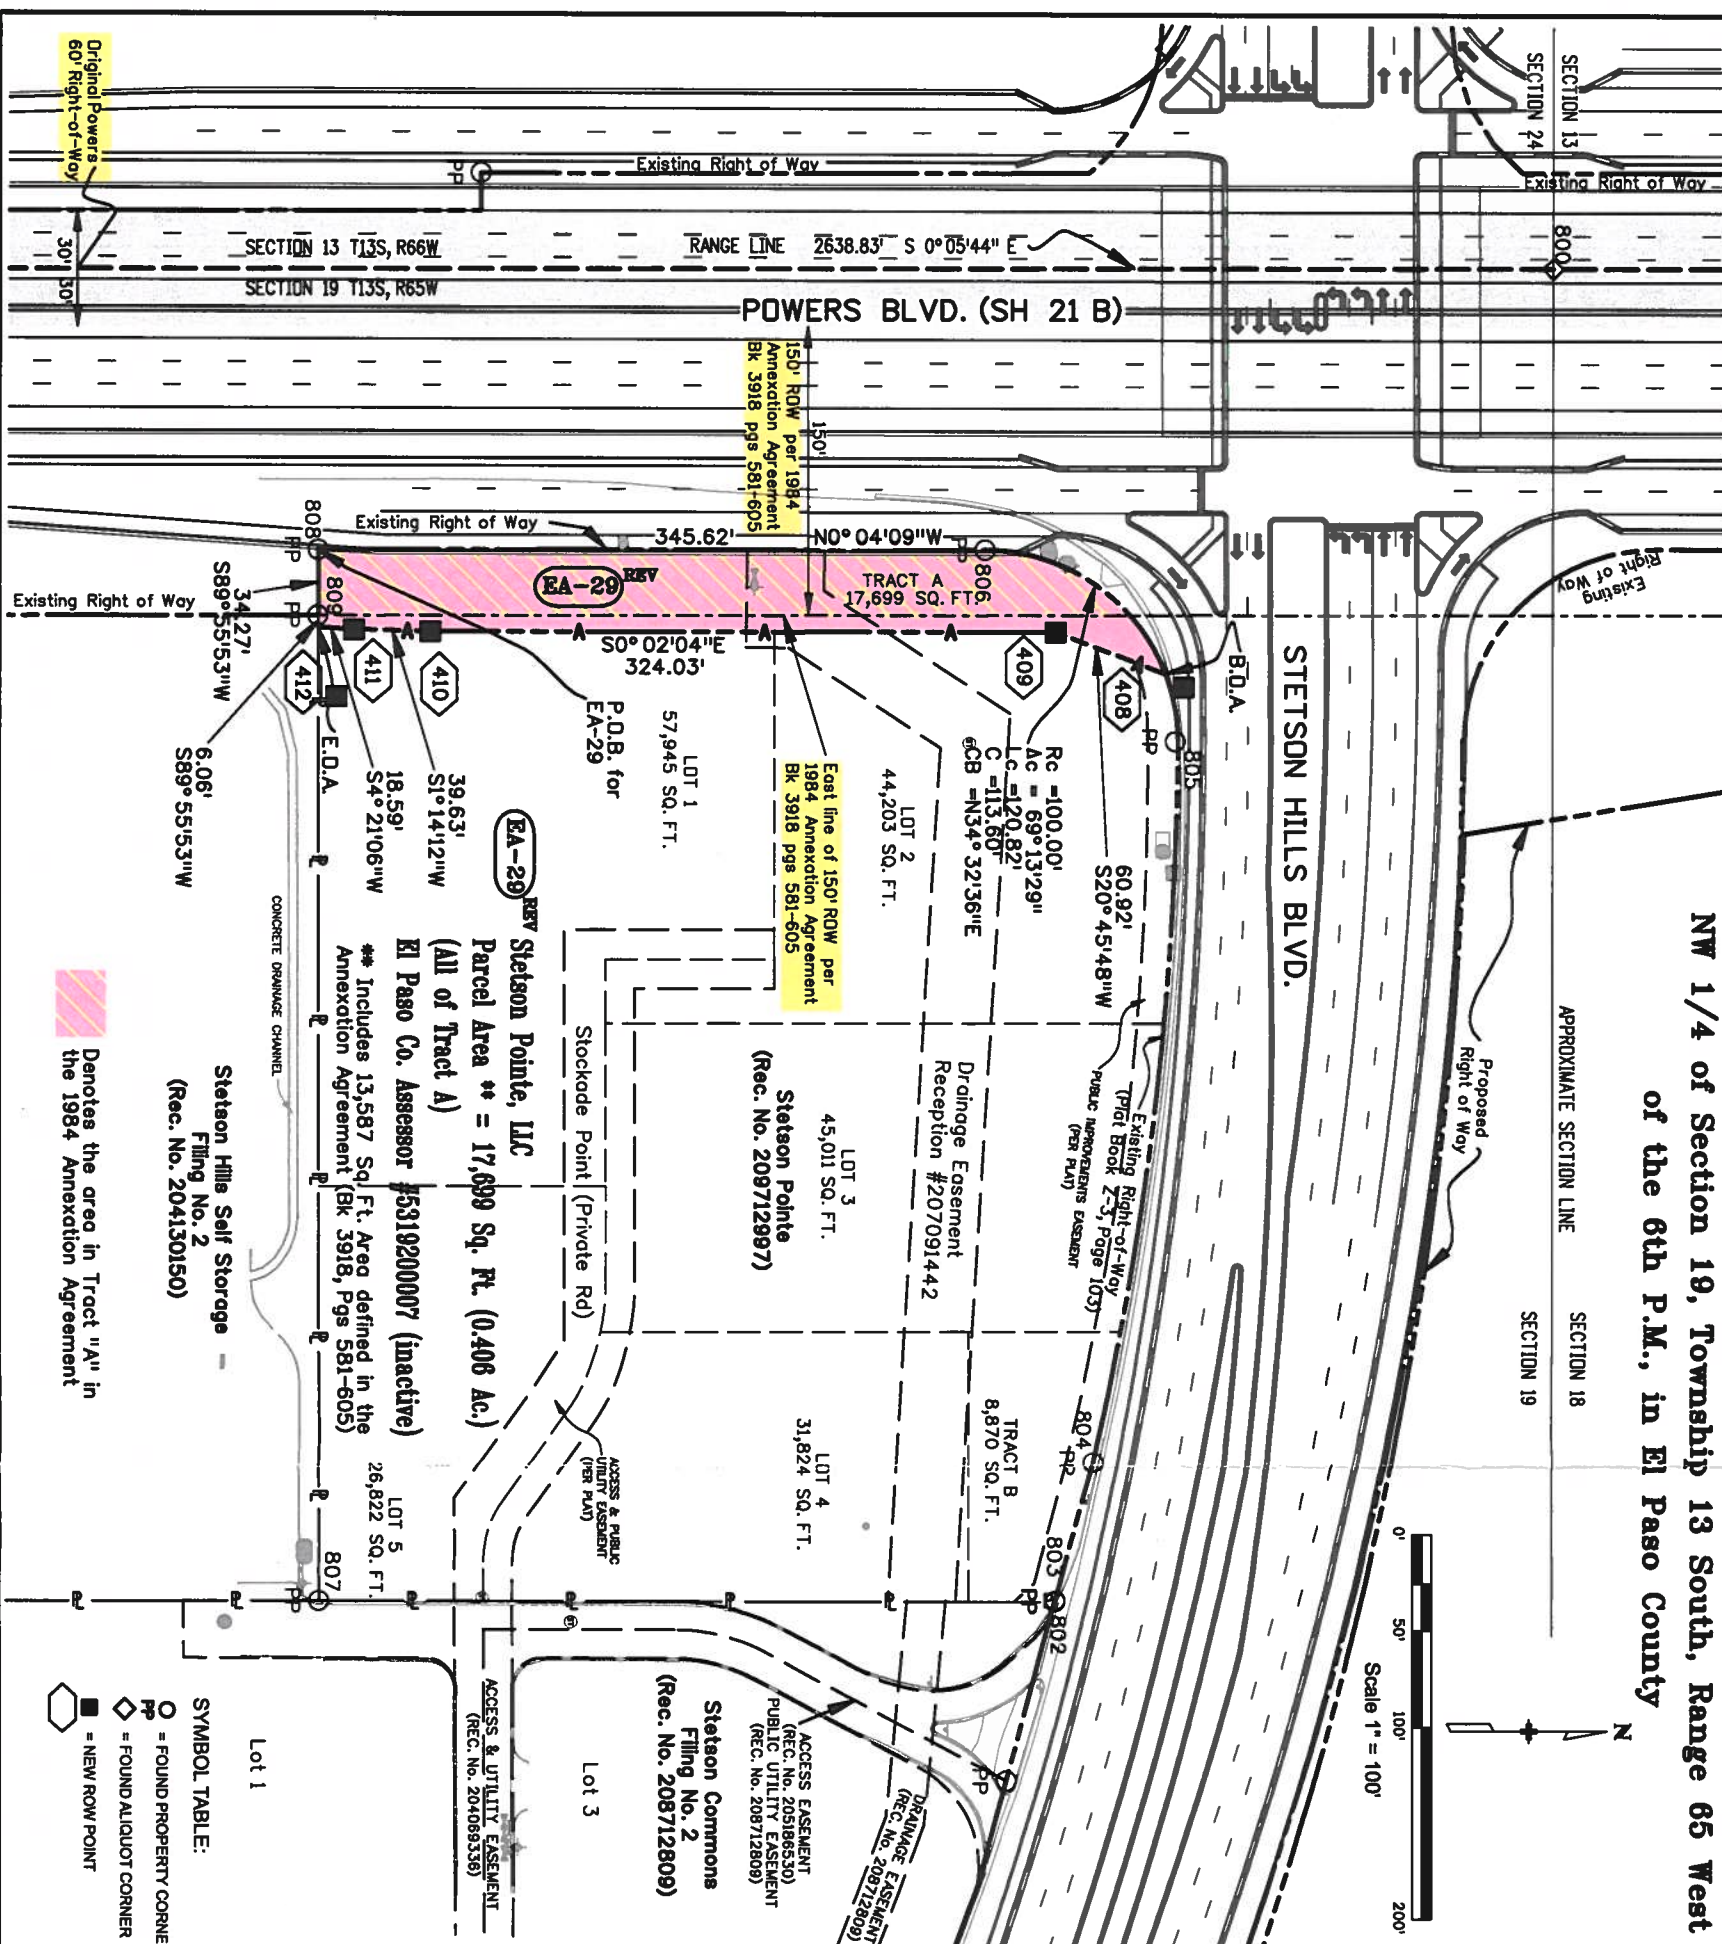 NW 1/4 of Section 19, Township 13 South, Range 65 West
of the 6th P.M., in El Paso County
SECTION 13
SECTION 24
Existing Right of Way
Existing Right of Way
Original Powers
60' Right-of-Way
30'
30'
SECTION 13 T13S, R66W
SECTION 19 T13S, R65W
RANGE LINE 2638.83' S 0°05'44" E
800
POWERS BLVD. (SH 21 B)
150' ROW per 1984
Annexation Agreement
Bk 3918 pgs 581-605
150'
Existing Right of Way
345.62'
N0°04'09"W
PP
808
PP
806
PP
809
PP
EA-29 REV
TRACT A
17,699 SQ. FT.
Existing Right of Way
34.27'
S89°55'53"W
S0°02'04"E
324.03'
A
A
A
A
412
411
410
409
408
B.O.A.
E.O.A.
P.O.B. for
EA-29
6.06'
S89°55'53"W
18.59'
S4°21'06"W
39.63'
S1°14'12"W
Rc =100.00'
Δc = 69°13'29"
Lc =120.82'
C =113.60'
CB =N34°32'36"E
60.92'
S20°45'48"W
PP
805
STETSON HILLS BLVD.
Existing
Right of Way
Proposed
Right of Way
APPROXIMATE SECTION LINE
SECTION 18
SECTION 19
LOT 1
57,945 SQ. FT.
LOT 2
44,203 SQ. FT.
East line of 150' ROW per
1984 Annexation Agreement
Bk 3918 pgs 581-605
LOT 3
45,011 SQ. FT.
Drainage Easement
Reception #207091442
Existing Right-of-Way
(Plat Book Z-3, Page 103)
PUBLIC IMPROVEMENTS EASEMENT
(PER PLAT)
Stetson Pointe
(Rec. No. 209712997)
Stockade Point (Private Rd)
EA-29 REV
Stetson Pointe, LLC
Parcel Area ** = 17,699 Sq. Ft. (0.406 Ac.)
(All of Tract A)
El Paso Co. Assessor #5319200007 (inactive)
** Includes 13,587 Sq. Ft. Area defined in the
Annexation Agreement (Bk 3918, Pgs 581-605)
CONCRETE DRAINAGE CHANNEL
Stetson Hills Self Storage
Filing No. 2
(Rec. No. 204130150)
Denotes the area in Tract "A" in
the 1984 Annexation Agreement
LOT 4
31,824 SQ. FT.
TRACT B
8,870 SQ. FT.
LOT 5
26,822 SQ. FT.
ACCESS & PUBLIC
UTILITY EASEMENT
(PER PLAT)
804
PP
803
802
PP
807
PP
PP
Scale 1" = 100'
0'
50'
100'
200'
N
Stetson Commons
Filing No. 2
(Rec. No. 208712809)
ACCESS EASEMENT
(REC. No. 205186530)
PUBLIC UTILITY EASEMENT
(REC. No. 208712809)
DRAINAGE EASEMENT
(REC. No. 208712809)
ACCESS & UTILITY EASEMENT
(REC. No. 204069336)
Lot 3
Lot 1
SYMBOL TABLE:
PP = FOUND PROPERTY CORNE
= FOUND ALIQUOT CORNER
= NEW ROW POINT